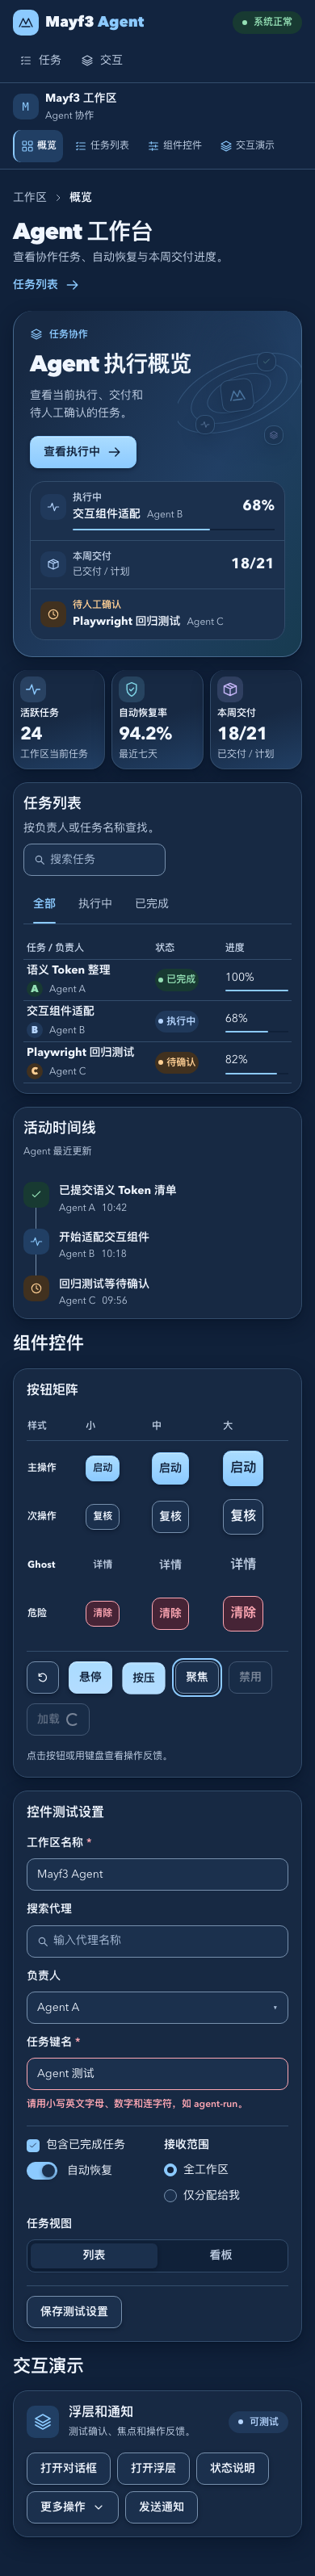 Mayf3 Agent
系统正常
任务 交互
M
Mayf3 工作区
Agent 协作
概览 任务列表 组件控件 交互演示
工作区 > 概览
Agent 工作台
查看协作任务、自动恢复与本周交付进度。
任务列表 →
任务协作
Agent 执行概览
查看当前执行、交付和
待人工确认的任务。
查看执行中 →
执行中
交互组件适配 Agent B 68%
本周交付
已交付 / 计划 18/21
待人工确认
Playwright 回归测试 Agent C
活跃任务 自动恢复率 本周交付
24 94.2% 18/21
工作区当前任务 最近七天 已交付 / 计划
任务列表
按负责人或任务名称查找。
搜索任务
全部 执行中 已完成
任务 / 负责人 状态 进度
语义 Token 整理
A Agent A 已完成 100%
交互组件适配
B Agent B 执行中 68%
Playwright 回归测试
C Agent C 待确认 82%
活动时间线
Agent 最近更新
已提交语义 Token 清单
Agent A 10:42
开始适配交互组件
Agent B 10:18
回归测试等待确认
Agent C 09:56
组件控件
按钮矩阵
样式 小 中 大
主操作 启动 启动 启动
次操作 复核 复核 复核
Ghost 详情 详情 详情
危险 清除 清除 清除
悬停 按压 聚焦 禁用
加载
点击按钮或用键盘查看操作反馈。
控件测试设置
工作区名称 *
Mayf3 Agent
搜索代理
输入代理名称
负责人
Agent A
任务键名 *
Agent 测试
请用小写英文字母、数字和连字符，如 agent-run。
包含已完成任务
自动恢复
接收范围
全工作区
仅分配给我
任务视图
列表 看板
保存测试设置
交互演示
浮层和通知
测试确认、焦点和操作反馈。
可测试
打开对话框 打开浮层 状态说明
更多操作 发送通知